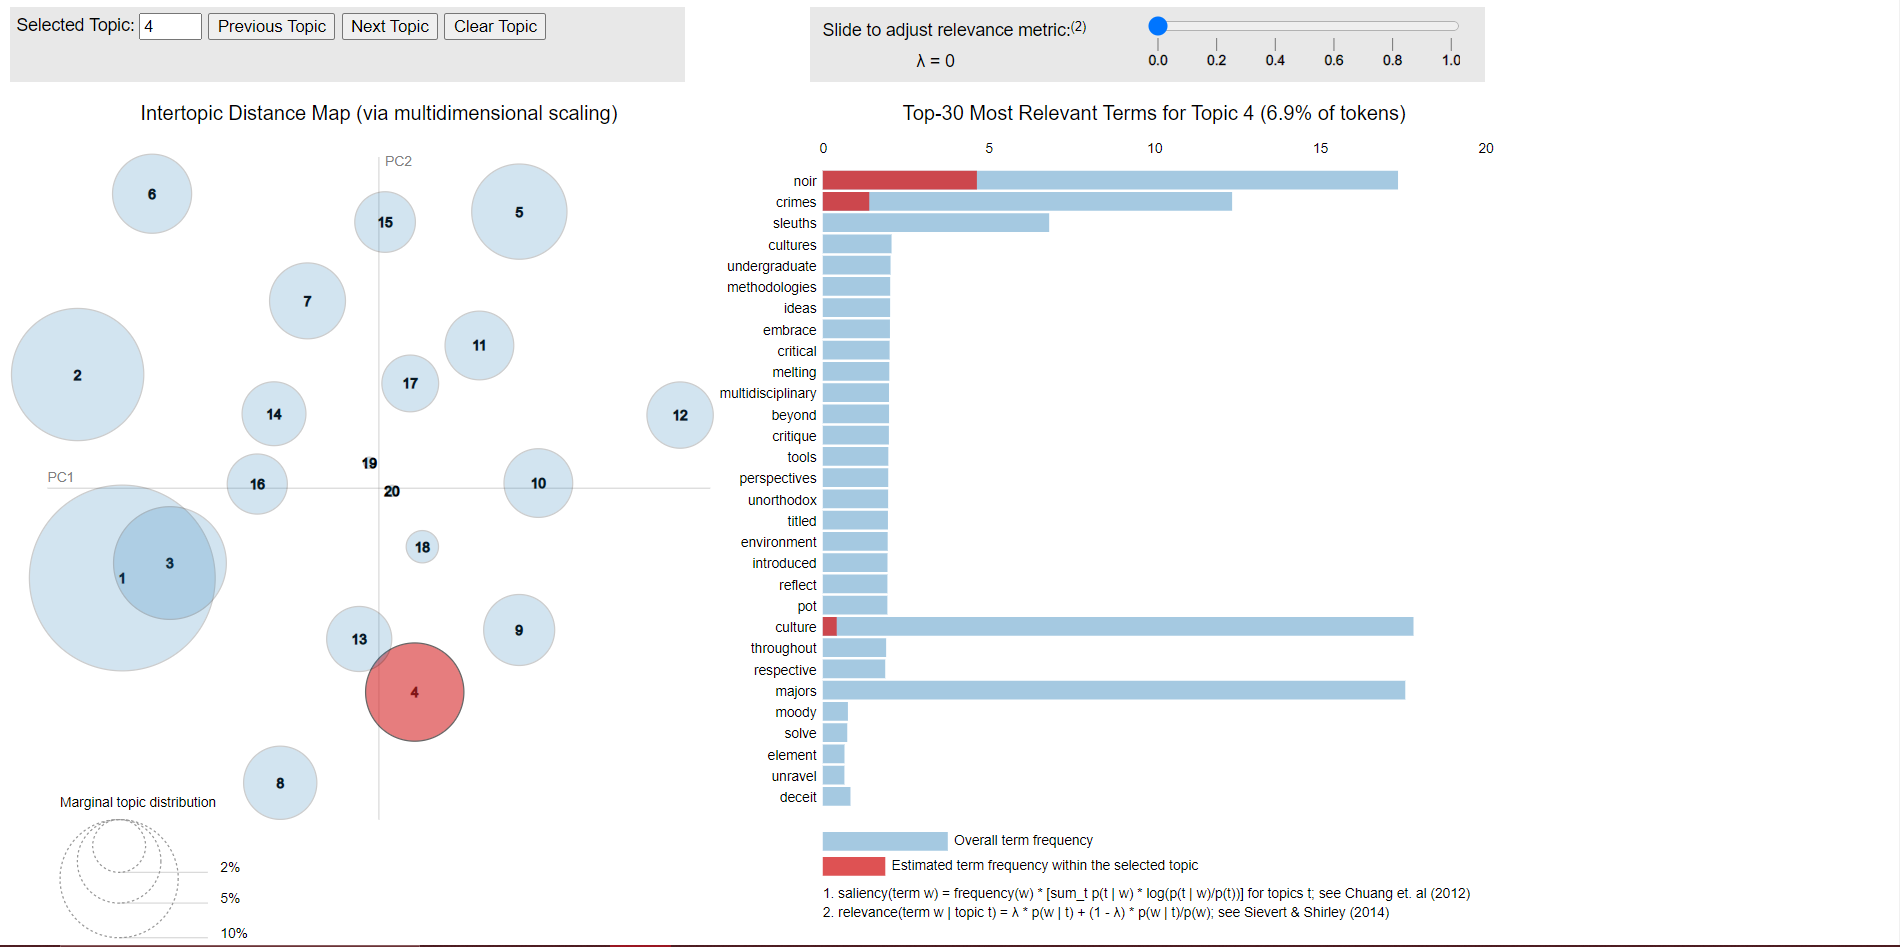 Selected Topic: 4 Previous Topic Next Topic Clear Topic
Slide to adjust relevance metric:(2)
λ = 0
0.0 0.2 0.4 0.6 0.8 1.0
Intertopic Distance Map (via multidimensional scaling)
PC2
PC1
6
15
5
7
11
2
17
14
12
19
16
20
10
18
3
1
13
9
4
8
Marginal topic distribution
2%
5%
10%
Top-30 Most Relevant Terms for Topic 4 (6.9% of tokens)
0 5 10 15 20
noir
crimes
sleuths
cultures
undergraduate
methodologies
ideas
embrace
critical
melting
multidisciplinary
beyond
critique
tools
perspectives
unorthodox
titled
environment
introduced
reflect
pot
culture
throughout
respective
majors
moody
solve
element
unravel
deceit
Overall term frequency
Estimated term frequency within the selected topic
1. saliency(term w) = frequency(w) * [sum_t p(t | w) * log(p(t | w)/p(t))] for topics t; see Chuang et. al (2012)
2. relevance(term w | topic t) = λ * p(w | t) + (1 - λ) * p(w | t)/p(w); see Sievert & Shirley (2014)